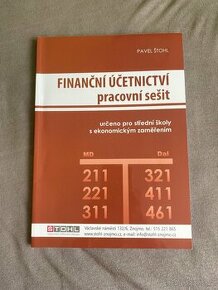 PAVEL ŠTOHL
FINANČNÍ ÚČETNICTVÍ
pracovní sešit
určeno pro střední školy
s ekonomickým zaměřením
MD Dal
211 321
221 411
311 461
ŠTOHL